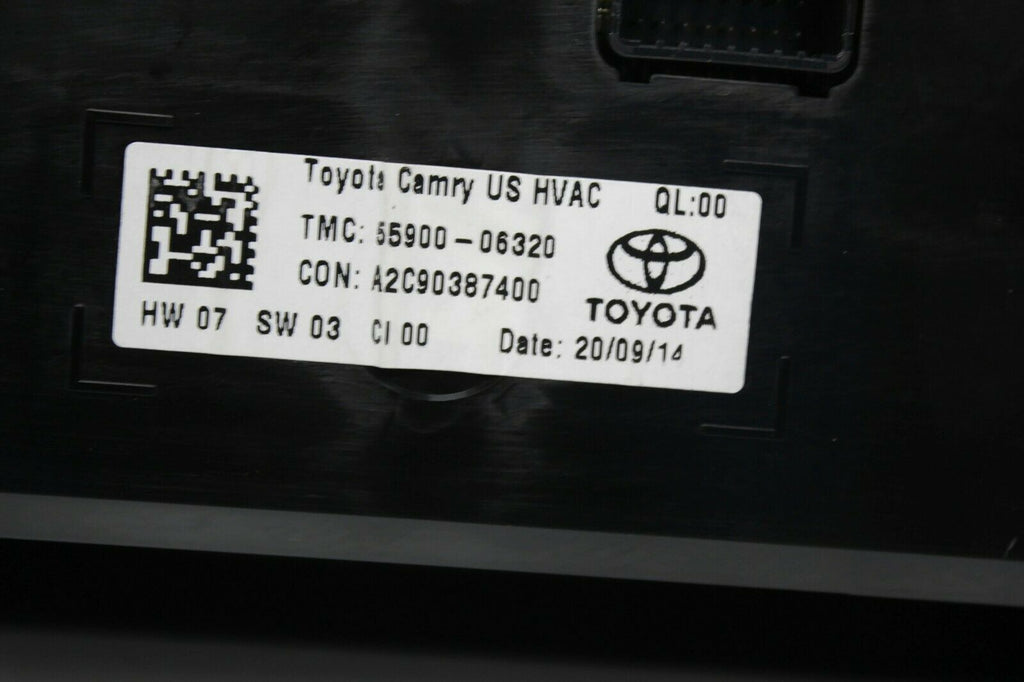 Toyota Camry US HVAC QL:00
TMC: 55900-06320
CON: A2C90387400
TOYOTA
HW 07 SW 03 CI 00 Date: 20/09/14